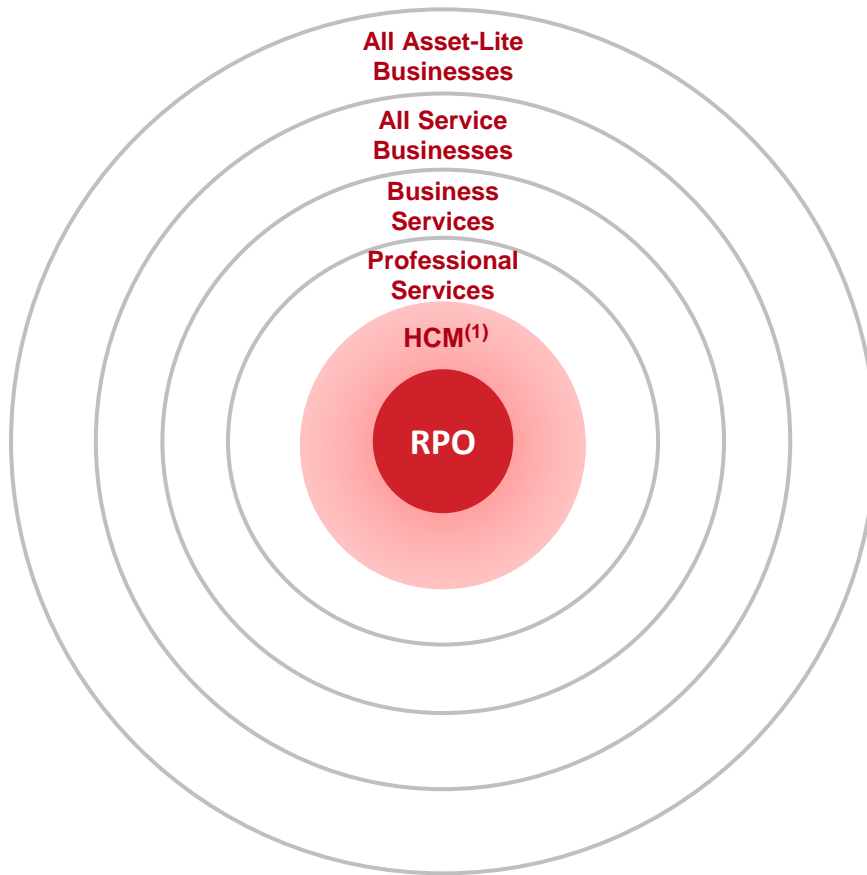 All Asset-Lite
Businesses
All Service
Businesses
Business
Services
Professional
Services
HCM(1)
RPO